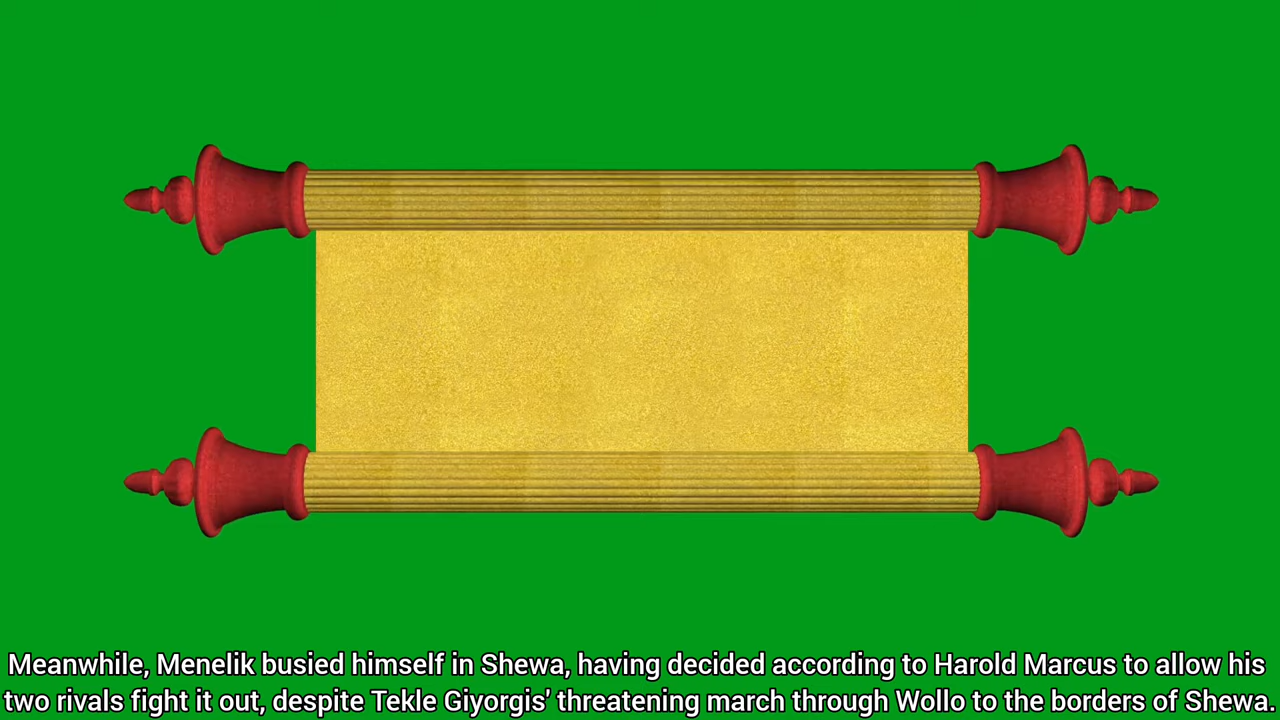 Meanwhile, Menelik busied himself in Shewa, having decided according to Harold Marcus to allow his
two rivals fight it out, despite Tekle Giyorgis' threatening march through Wollo to the borders of Shewa.